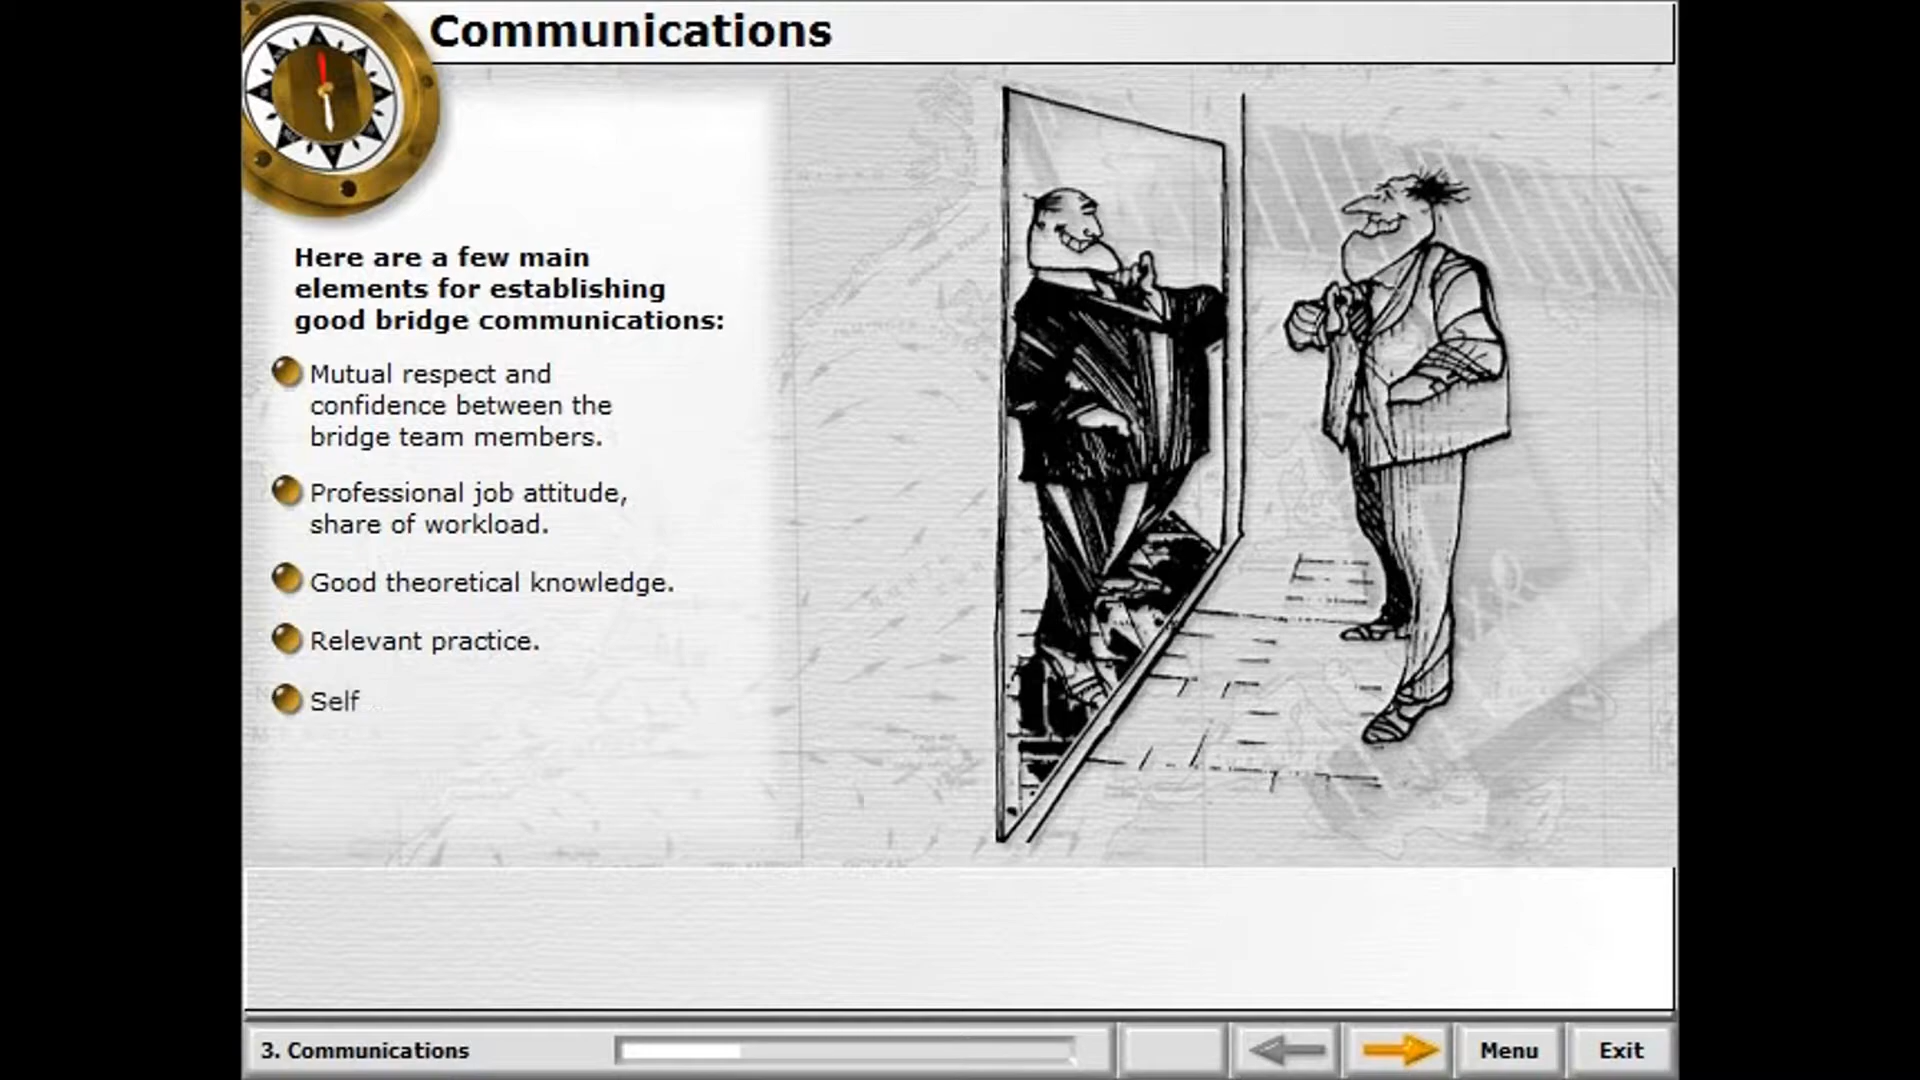 Communications
Here are a few main
elements for establishing
good bridge communications:
Mutual respect and
confidence between the
bridge team members.
Professional job attitude,
share of workload.
Good theoretical knowledge.
Relevant practice.
Self
3. Communications
Menu
Exit